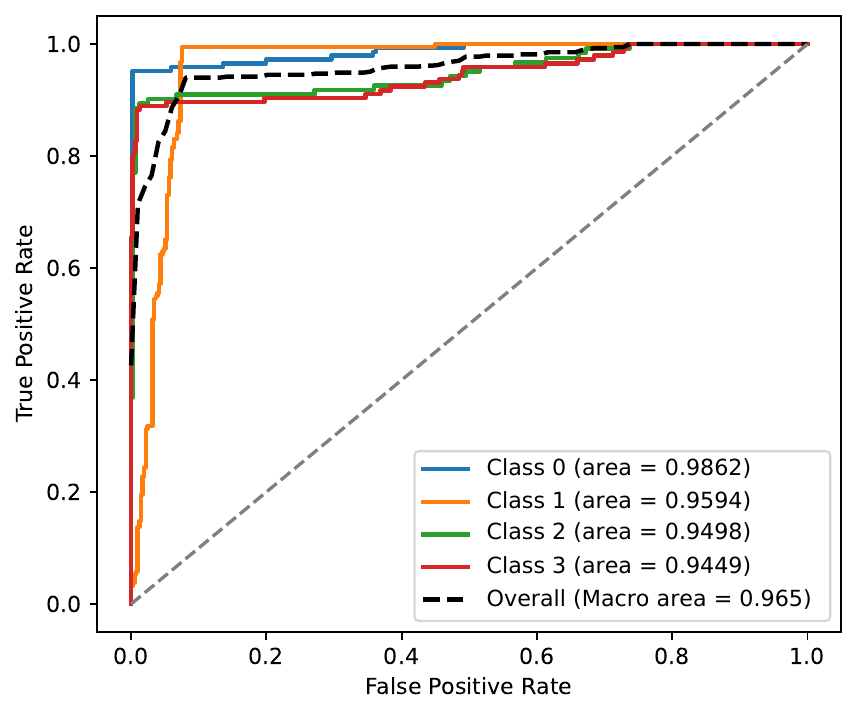 1.0
0.8
0.6
0.4
0.2
0.0
True Positive Rate
Class 0 (area = 0.9862)
Class 1 (area = 0.9594)
Class 2 (area = 0.9498)
Class 3 (area = 0.9449)
Overall (Macro area = 0.965)
0.0 0.2 0.4 0.6 0.8 1.0
False Positive Rate